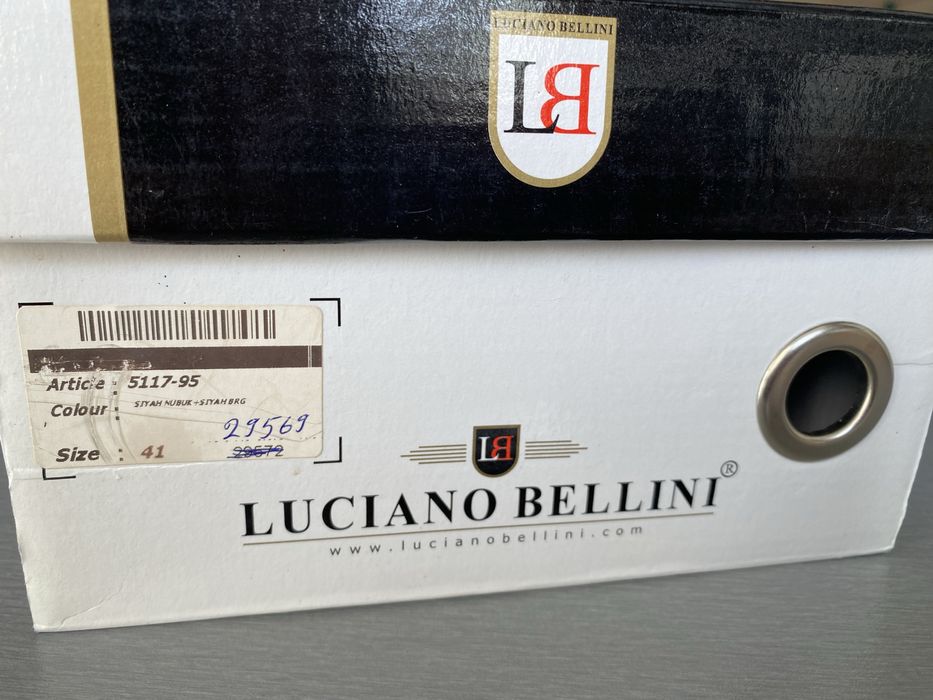 LUCIANO BELLINI
LB
Article : 5117-95
Colour : SIYAH NUBUK+SIYAH BRG
29569
Size : 41
29572
LB
LUCIANO BELLINI®
www.lucianobellini.com